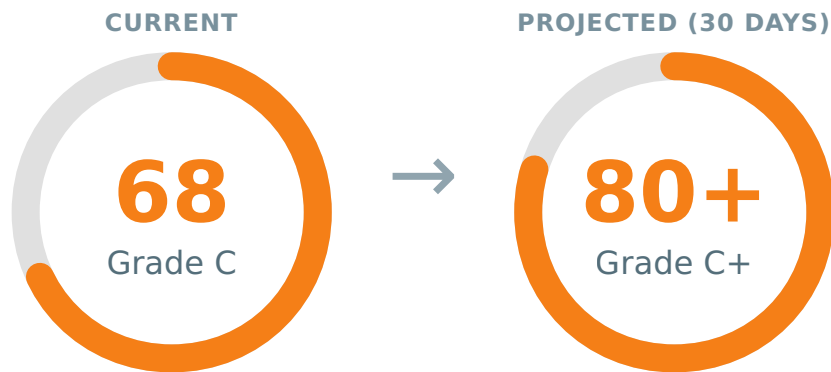 CURRENT
68
Grade C
→
PROJECTED (30 DAYS)
80+
Grade C+